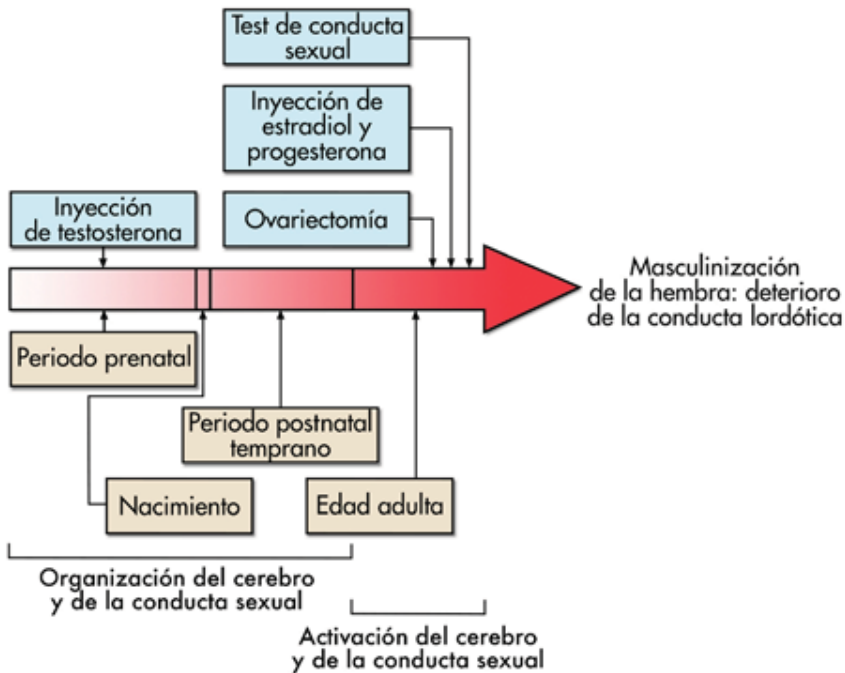 Test de conducta
sexual
Inyección de
estradiol y
progesterona
Inyección
de testosterona
Ovariectomía
Masculinización
de la hembra: deterioro
de la conducta lordótica
Periodo prenatal
Periodo postnatal
temprano
Nacimiento
Edad adulta
Organización del cerebro
y de la conducta sexual
Activación del cerebro
y de la conducta sexual